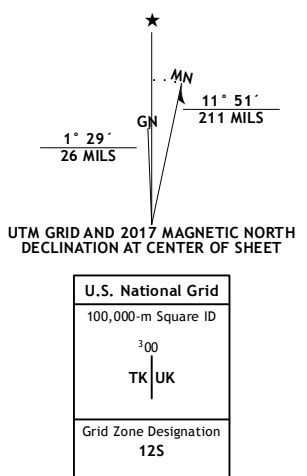 MN
GN
11° 51´
211 MILS
1° 29´
26 MILS
UTM GRID AND 2017 MAGNETIC NORTH
DECLINATION AT CENTER OF SHEET
U.S. National Grid
100,000-m Square ID
³00
TK UK
Grid Zone Designation
12S